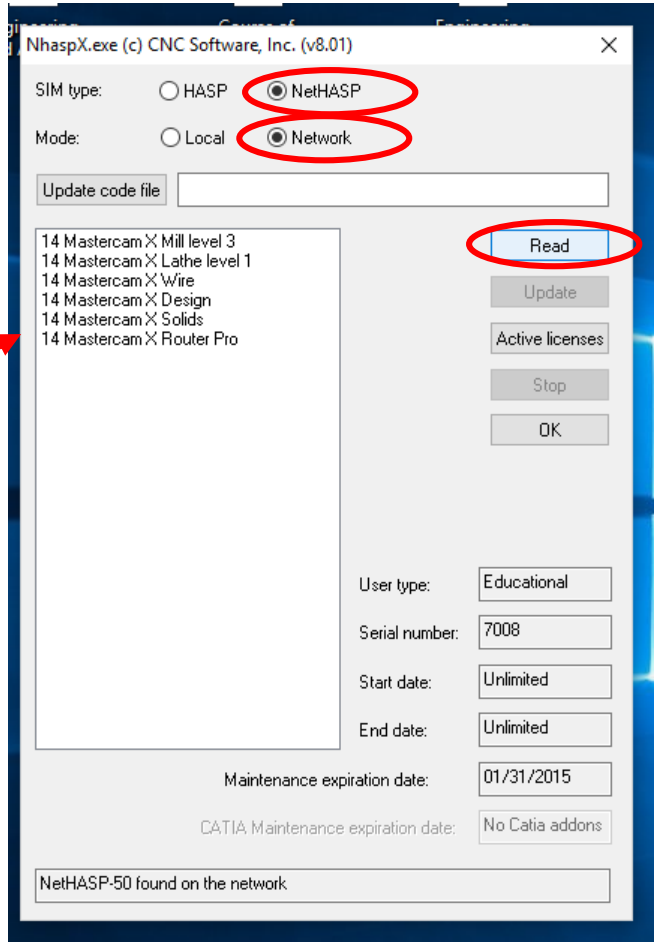 NhaspX.exe (c) CNC Software, Inc. (v8.01)
SIM type: HASP NetHASP
Mode: Local Network
Update code file
14 Mastercam X Mill level 3
14 Mastercam X Lathe level 1
14 Mastercam X Wire
14 Mastercam X Design
14 Mastercam X Solids
14 Mastercam X Router Pro
Read
Update
Active licenses
Stop
OK
User type: Educational
Serial number: 7008
Start date: Unlimited
End date: Unlimited
Maintenance expiration date: 01/31/2015
CATIA Maintenance expiration date: No Catia addons
NetHASP-50 found on the network